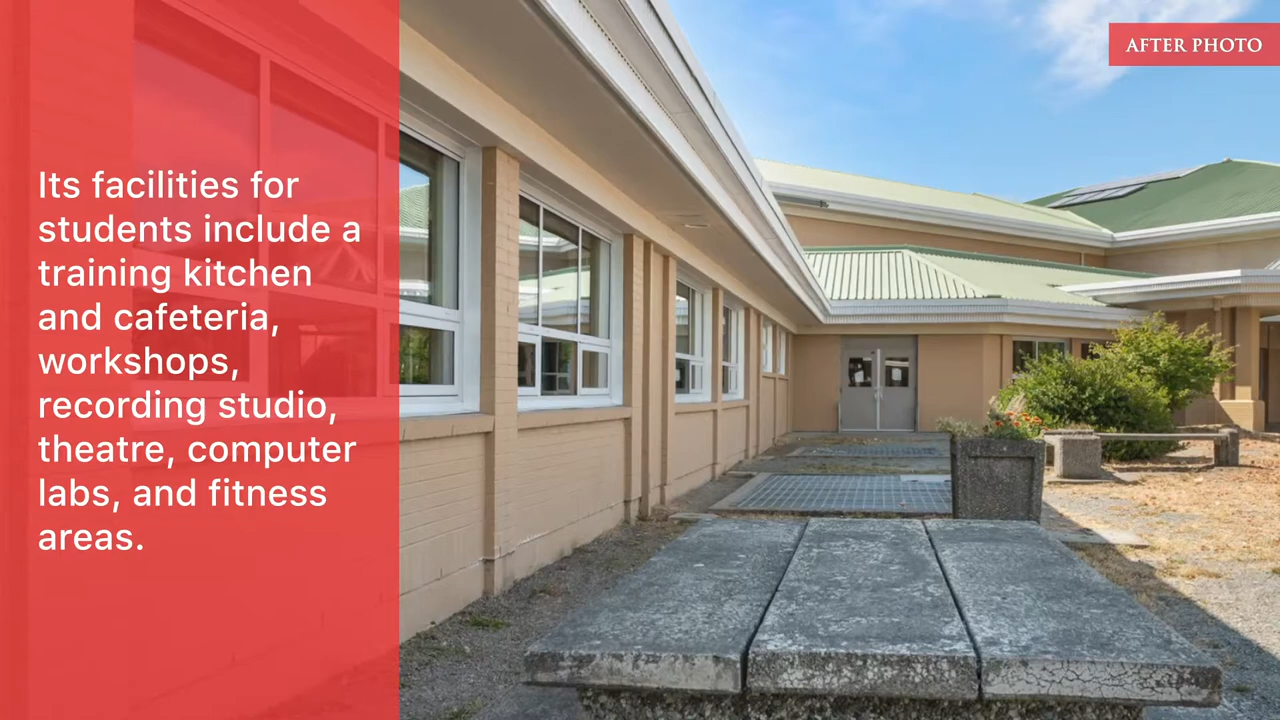 AFTER PHOTO
Its facilities for
students include a
training kitchen
and cafeteria,
workshops,
recording studio,
theatre, computer
labs, and fitness
areas.